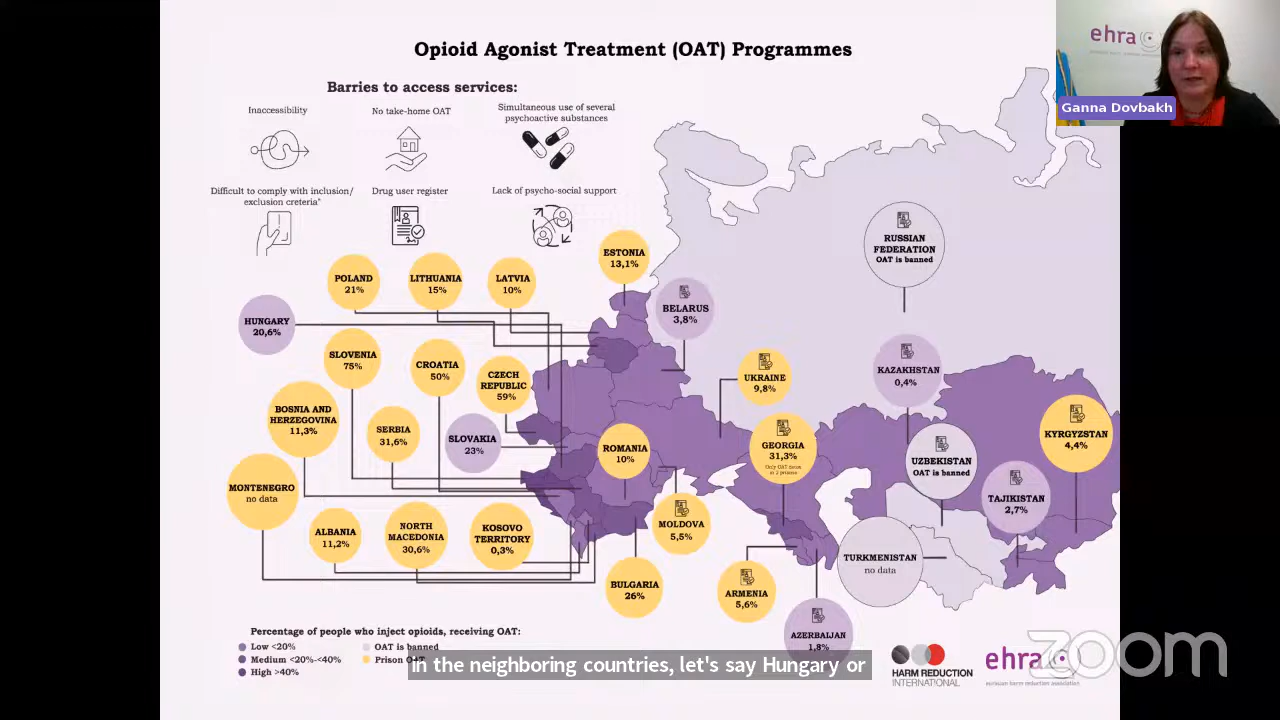 Opioid Agonist Treatment (OAT) Programmes
ehra
Ganna Dovbakh
Barries to access services:
Inaccessibility
No take-home OAT
Simultaneous use of several
psychoactive substances
Difficult to comply with inclusion/
exclusion creteria"
Drug user register
Lack of psycho-social support
RUSSIAN
FEDERATION
OAT is banned
ESTONIA
13,1%
POLAND
21%
LITHUANIA
15%
LATVIA
10%
BELARUS
3,8%
HUNGARY
20,6%
SLOVENIA
75%
CROATIA
50%
CZECH
REPUBLIC
59%
UKRAINE
9,8%
KAZAKHSTAN
0,4%
BOSNIA AND
HERZEGOVINA
11,3%
SERBIA
31,6%
SLOVAKIA
23%
ROMANIA
10%
GEORGIA
31,3%
Only OAT detox
in 2 prisons
UZBEKISTAN
OAT is banned
KYRGYZSTAN
4,4%
MONTENEGRO
no data
TAJIKISTAN
2,7%
ALBANIA
11,2%
NORTH
MACEDONIA
30,6%
KOSOVO
TERRITORY
0,3%
MOLDOVA
5,5%
TURKMENISTAN
no data
BULGARIA
26%
ARMENIA
5,6%
AZERBAIJAN
1,8%
Percentage of people who inject opioids, receiving OAT:
Low <20%
Medium <20%-<40%
High >40%
OAT is banned
Prison
in the neighboring countries, let's say Hungary or
HARM REDUCTION
INTERNATIONAL
ehra
eurasian harm reduction association
zoom